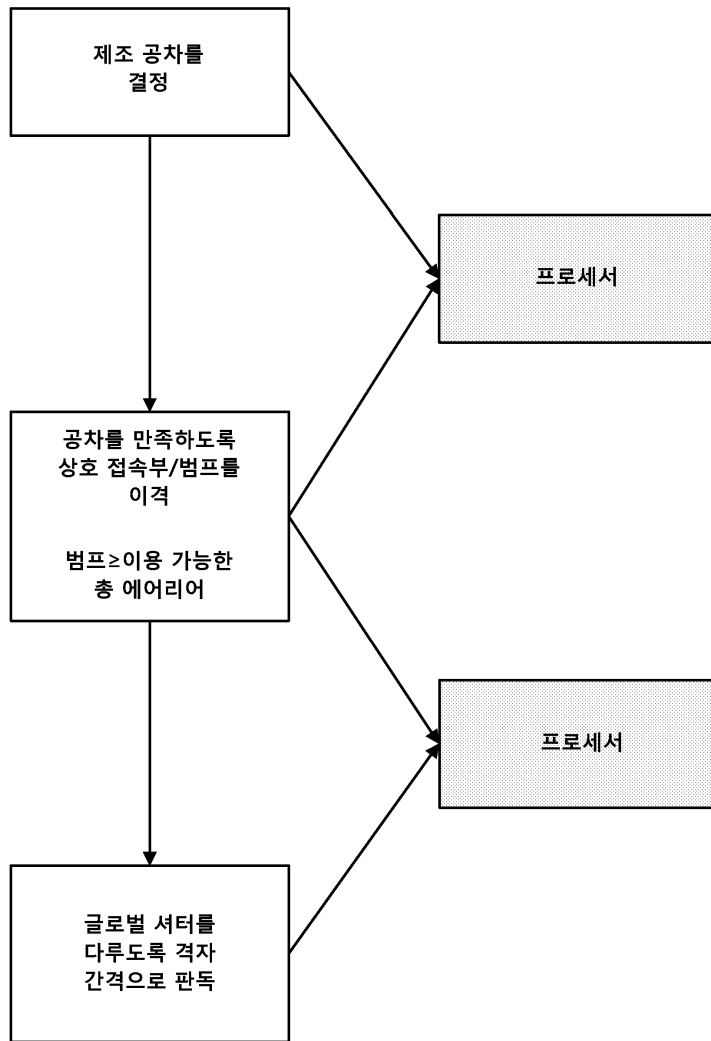 제조 공차를
결정
프로세서
공차를 만족하도록
상호 접속부/범프를
이격
범프≥이용 가능한
총 에어리어
프로세서
글로벌 셔터를
다루도록 격자
간격으로 판독